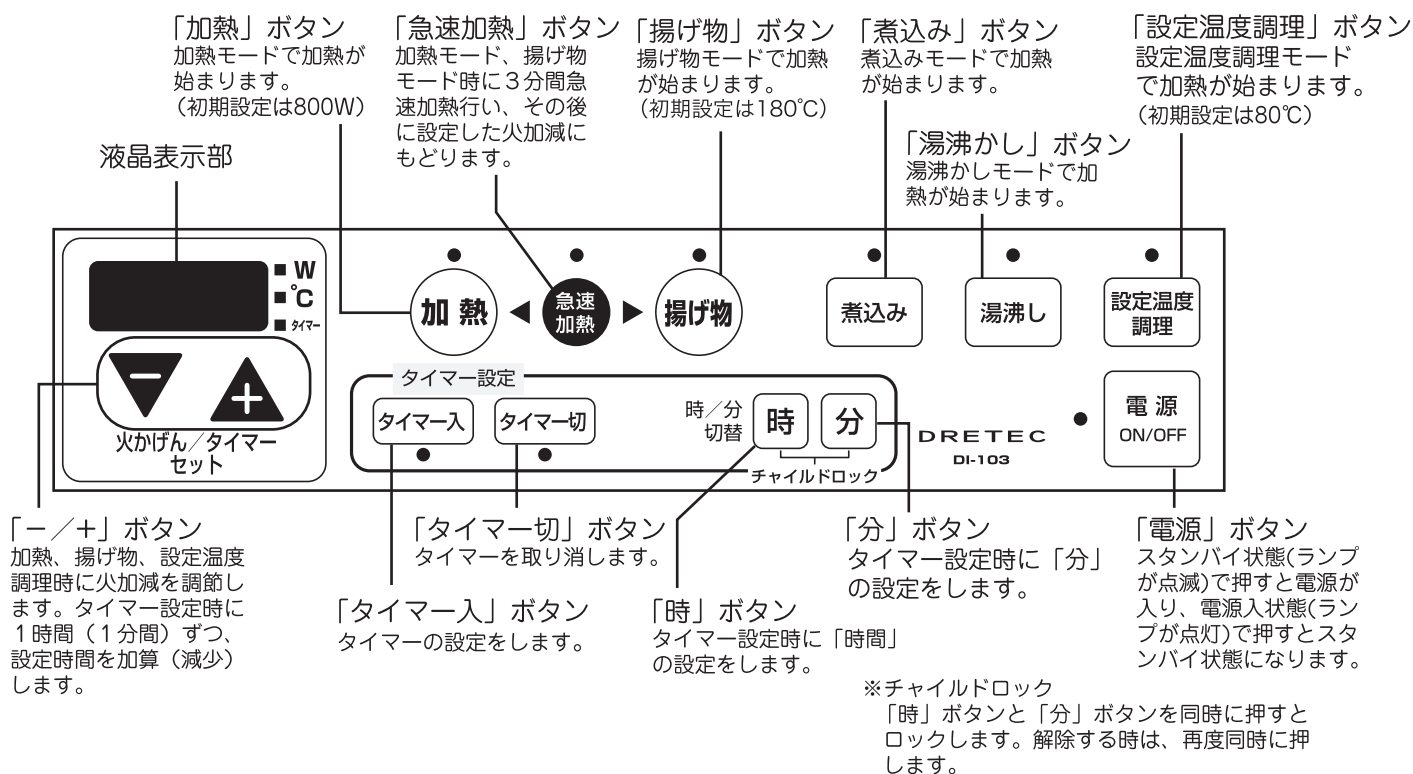 「加熱」ボタン
加熱モードで加熱が
始まります。
（初期設定は800W）
「急速加熱」ボタン
加熱モード、揚げ物
モード時に３分間急
速加熱行い、その後
に設定した火加減に
もどります。
「揚げ物」ボタン
揚げ物モードで加熱
が始まります。
（初期設定は180℃）
「煮込み」ボタン
煮込みモードで加熱
が始まります。
「設定温度調理」ボタン
設定温度調理モード
で加熱が始まります。
（初期設定は80℃）
「湯沸かし」ボタン
湯沸かしモードで加
熱が始まります。
液晶表示部
W
℃
タイマー
加 熱
急速
加熱
揚げ物
煮込み
湯沸し
設定温度
調理
−
+
火かげん／タイマー
セット
タイマー設定
タイマー入
タイマー切
時／分
切替
時
分
チャイルドロック
DRETEC
DI-103
電 源
ON/OFF
「−／+」ボタン
加熱、揚げ物、設定温度
調理時に火加減を調節し
ます。タイマー設定時に
１時間（１分間）ずつ、
設定時間を加算（減少）
します。
「タイマー切」ボタン
タイマーを取り消します。
「タイマー入」ボタン
タイマーの設定をします。
「時」ボタン
タイマー設定時に「時間」
の設定をします。
「分」ボタン
タイマー設定時に「分」
の設定をします。
「電源」ボタン
スタンバイ状態(ランプ
が点滅)で押すと電源が
入り、電源入状態(ラン
プが点灯)で押すとスタ
ンバイ状態になります。
※チャイルドロック
「時」ボタンと「分」ボタンを同時に押すと
ロックします。解除する時は、再度同時に押
します。